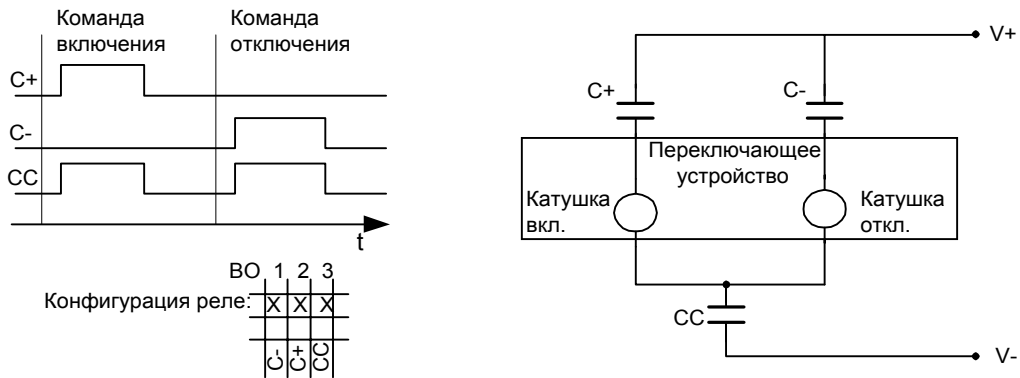 Команда
включения
Команда
отключения
C+
C-
CC
t
BO 1 2 3
Конфигурация реле:
X X X
C- C+ CC
V+
C+
C-
Переключающее
устройство
Катушка
вкл.
Катушка
откл.
CC
V-